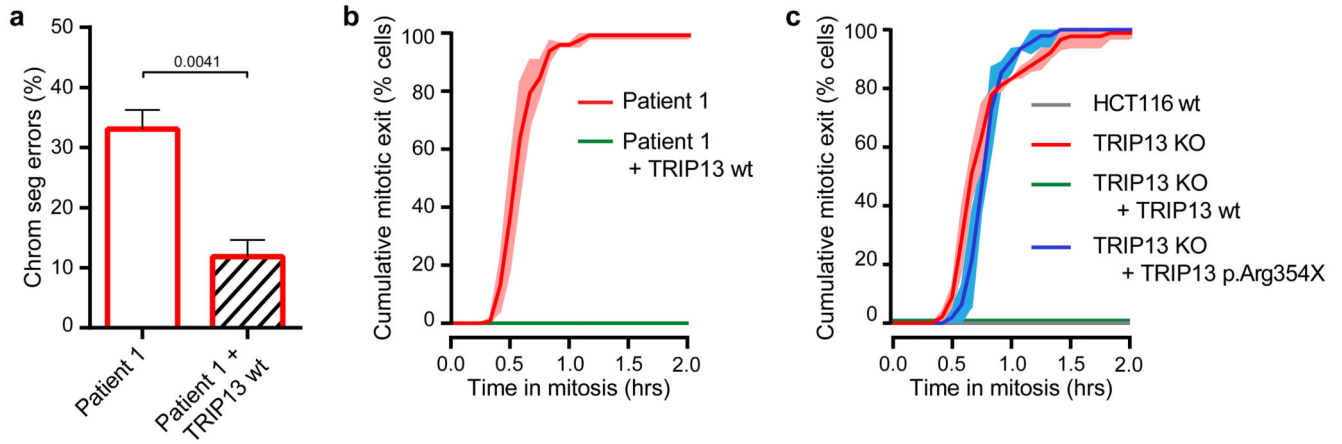 a
Chrom seg errors (%)
50
40
30
20
10
0
0.0041
Patient 1
Patient 1 +
TRIP13 wt
b
Cumulative mitotic exit (% cells)
100
80
60
40
20
0
0.0 0.5 1.0 1.5 2.0
Time in mitosis (hrs)
Patient 1
Patient 1
+ TRIP13 wt
c
Cumulative mitotic exit (% cells)
100
80
60
40
20
0
0.0 0.5 1.0 1.5 2.0
Time in mitosis (hrs)
HCT116 wt
TRIP13 KO
TRIP13 KO
+ TRIP13 wt
TRIP13 KO
+ TRIP13 p.Arg354X